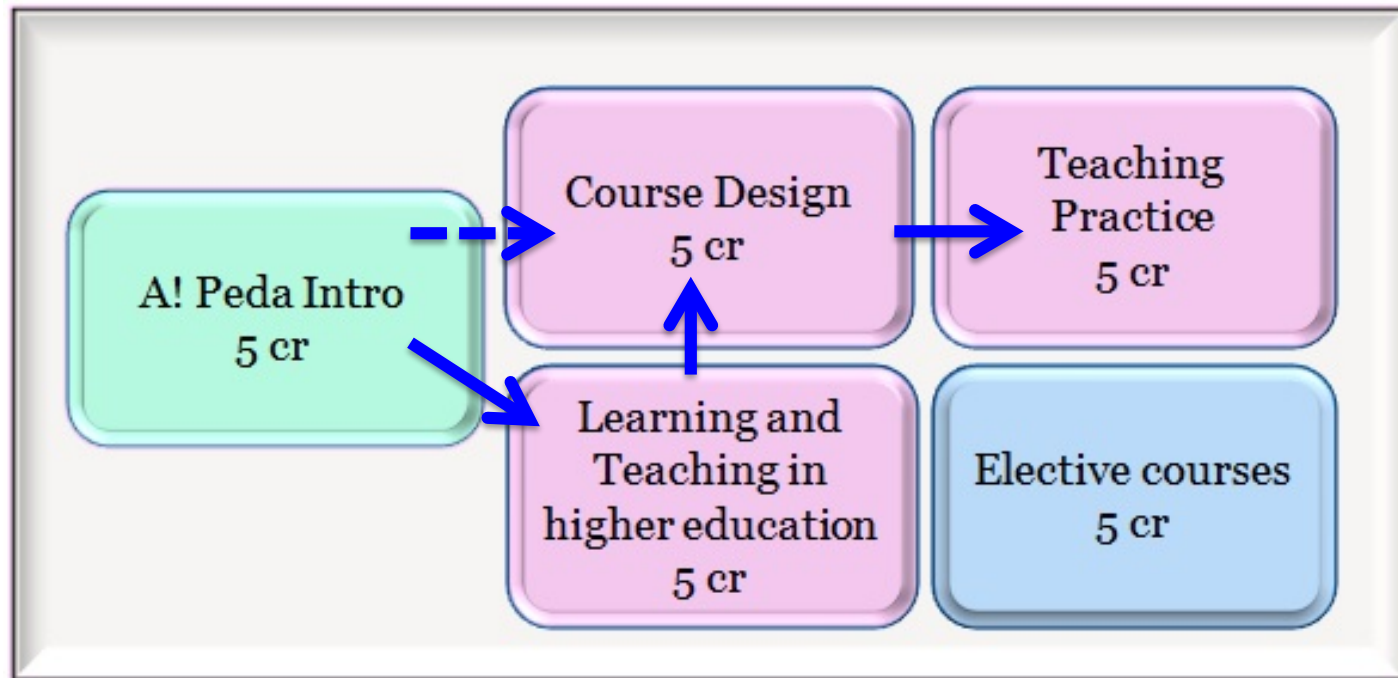 A! Peda Intro
5 cr
Course Design
5 cr
Teaching
Practice
5 cr
Learning and
Teaching in
higher education
5 cr
Elective courses
5 cr